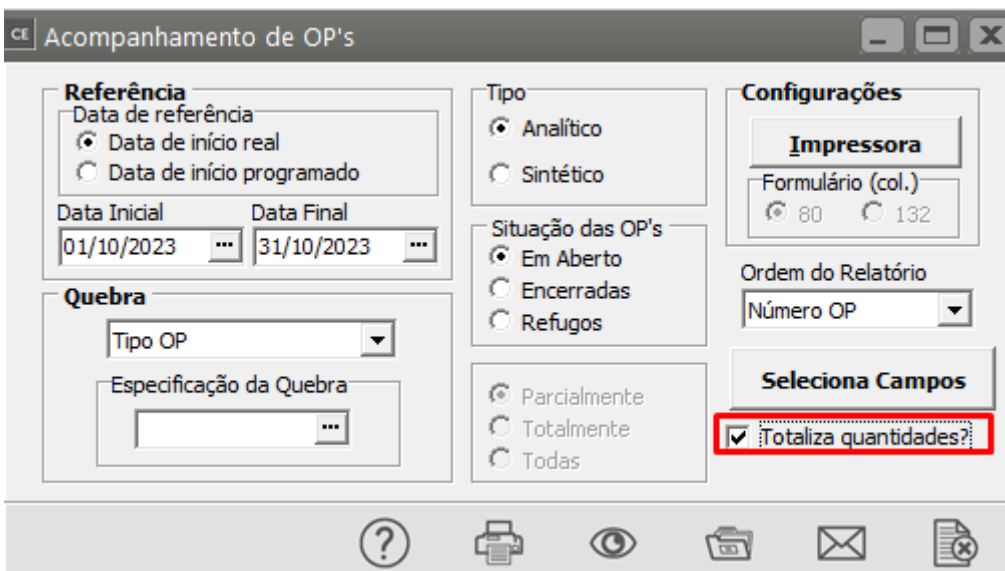 CE Acompanhamento de OP's
Referência
Data de referência
Data de início real
Data de início programado
Data Inicial Data Final
01/10/2023 ... 31/10/2023 ...
Quebra
Tipo OP
Especificação da Quebra
...
Tipo
Analítico
Sintético
Situação das OP's
Em Aberto
Encerradas
Refugos
Parcialmente
Totalmente
Todas
Configurações
Impressora
Formulário (col.)
80 132
Ordem do Relatório
Número OP
Seleciona Campos
Totaliza quantidades?
?